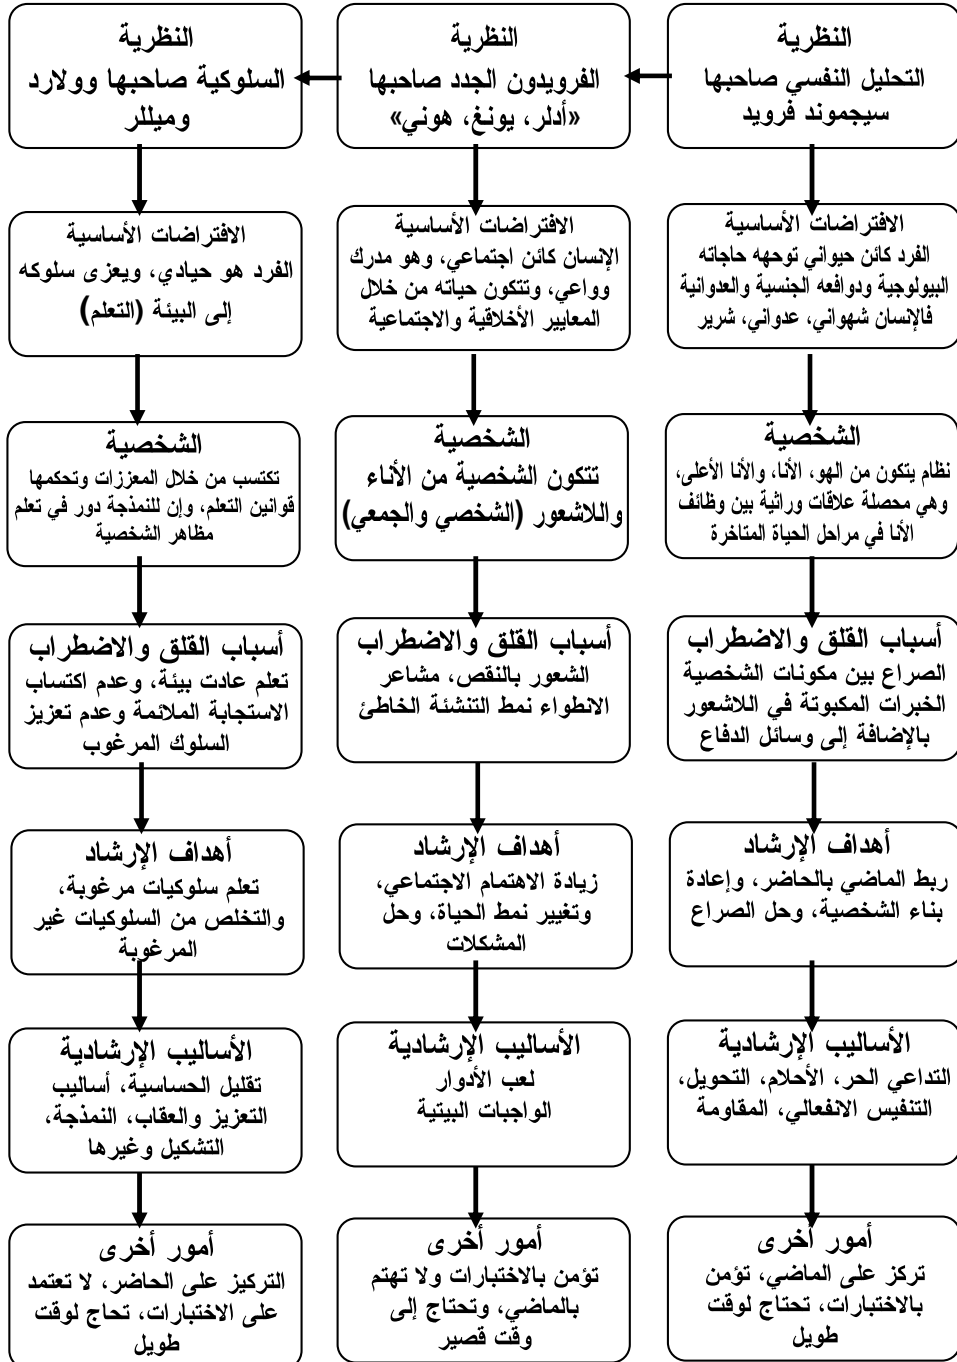 النظرية
التحليل النفسي صاحبها
سيجموند فرويد
النظرية
الفرويدون الجدد صاحبها
«أدلر، يونغ، هوني»
النظرية
السلوكية صاحبها وولارد
وميللر
الافتراضات الأساسية
الفرد كائن حيواني توحهه حاجاته
البيولوجية ودوافعه الجنسية والعدوانية
فالإنسان شهواني، عدواني، شرير
الافتراضات الأساسية
الإنسان كائن اجتماعي، وهو مدرك
وواعي، وتتكون حياته من خلال
المعايير الأخلاقية والاجتماعية
الافتراضات الأساسية
الفرد هو حيادي، ويعزى سلوكه
إلى البيئة (التعلم)
الشخصية
نظام يتكون من الهو، الأنا، والأنا الأعلى،
وهي محصلة علاقات وراثية بين وظائف
الأنا في مراحل الحياة المتاخرة
الشخصية
تتكون الشخصية من الأناء
واللاشعور (الشخصي والجمعي)
الشخصية
تكتسب من خلال المعززات وتحكمها
قوانين التعلم، وإن للنمذجة دور في تعلم
مظاهر الشخصية
أسباب القلق والاضطراب
الصراع بين مكونات الشخصية
الخبرات المكبوتة في اللاشعور
بالإضافة إلى وسائل الدفاع
أسباب القلق والاضطراب
الشعور بالنقص، مشاعر
الانطواء نمط التنشئة الخاطئ
أسباب القلق والاضطراب
تعلم عادت بيئة، وعدم اكتساب
الاستجابة الملائمة وعدم تعزيز
السلوك المرغوب
أهداف الإرشاد
ربط الماضي بالحاضر، وإعادة
بناء الشخصية، وحل الصراع
أهداف الإرشاد
زيادة الاهتمام الاجتماعي،
وتغيير نمط الحياة، وحل
المشكلات
أهداف الإرشاد
تعلم سلوكيات مرغوبة،
والتخلص من السلوكيات غير
المرغوبة
الأساليب الإرشادية
التداعي الحر، الأحلام، التحويل،
التنفيس الانفعالي، المقاومة
الأساليب الإرشادية
لعب الأدوار
الواجبات البيتية
الأساليب الإرشادية
تقليل الحساسية، أساليب
التعزيز والعقاب، النمذجة،
التشكيل وغيرها
أمور أخرى
تركز على الماضي، تؤمن
بالاختبارات، تحتاج لوقت
طويل
أمور أخرى
تؤمن بالاختبارات ولا تهتم
بالماضي، وتحتاج إلى
وقت قصير
أمور أخرى
التركيز على الحاضر، لا تعتمد
على الاختبارات، تحاج لوقت
طويل